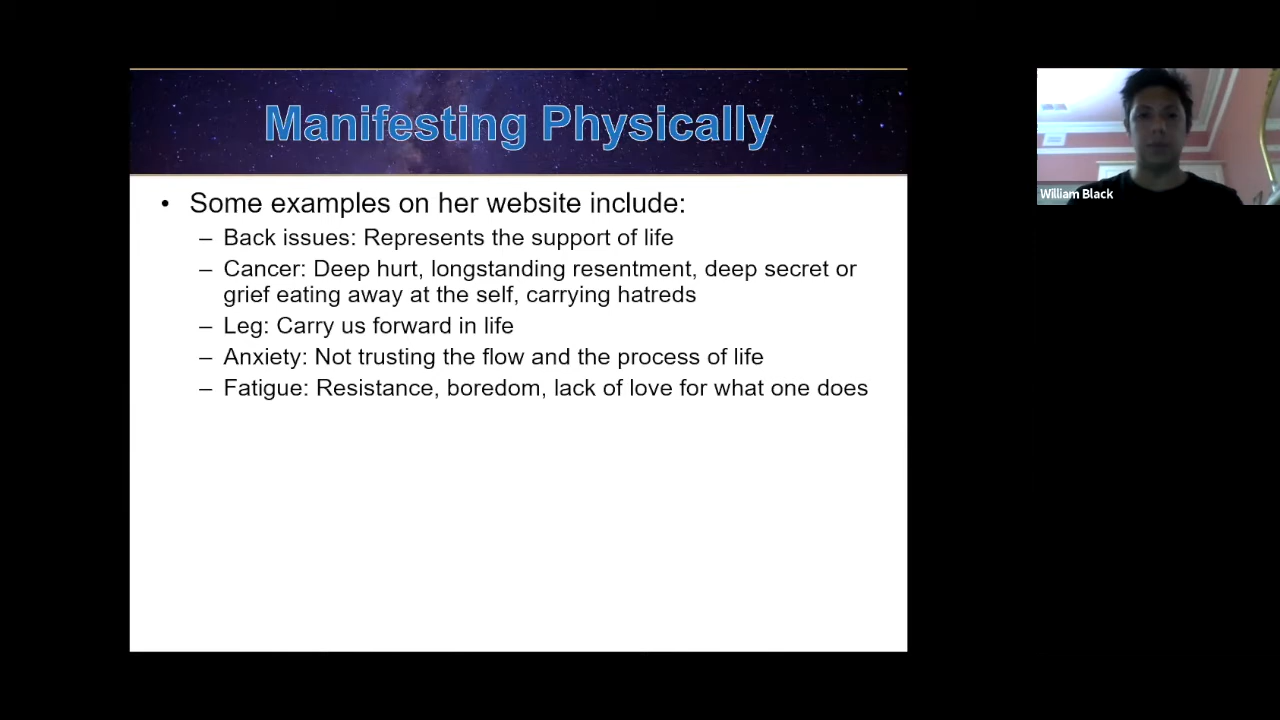 Manifesting Physically
• Some examples on her website include:
– Back issues: Represents the support of life
– Cancer: Deep hurt, longstanding resentment, deep secret or
grief eating away at the self, carrying hatreds
– Leg: Carry us forward in life
– Anxiety: Not trusting the flow and the process of life
– Fatigue: Resistance, boredom, lack of love for what one does
William Black